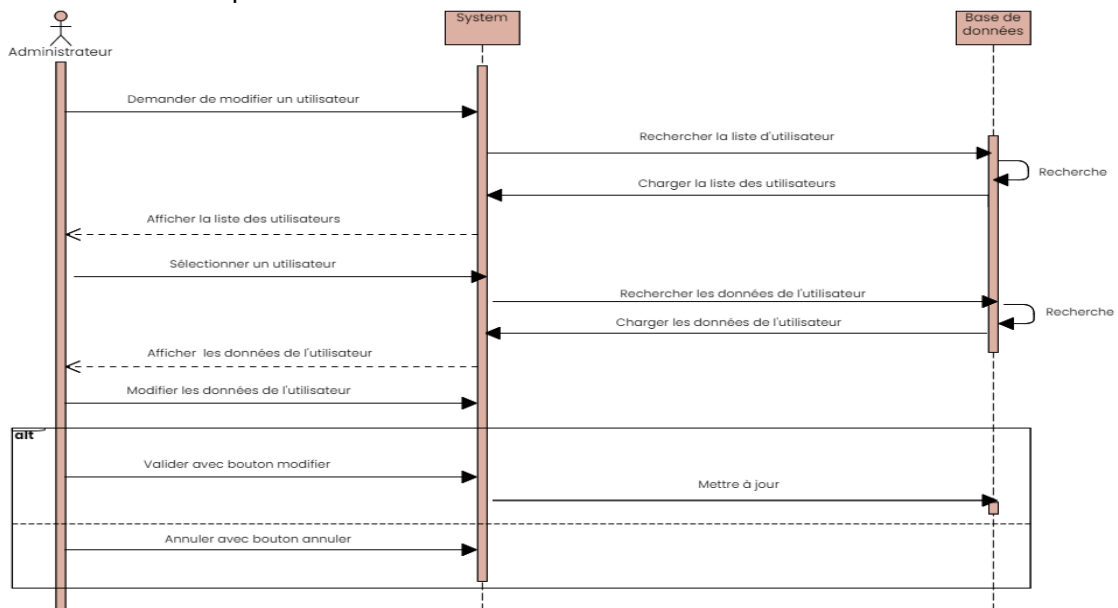 System
Base de
données
Administrateur
Demander de modifier un utilisateur
Rechercher la liste d'utilisateur
Recherche
Charger la liste des utilisateurs
Afficher la liste des utilisateurs
Sélectionner un utilisateur
Rechercher les données de l'utilisateur
Recherche
Charger les données de l'utilisateur
Afficher les données de l'utilisateur
Modifier les données de l'utilisateur
alt
Valider avec bouton modifier
Mettre à jour
Annuler avec bouton annuler